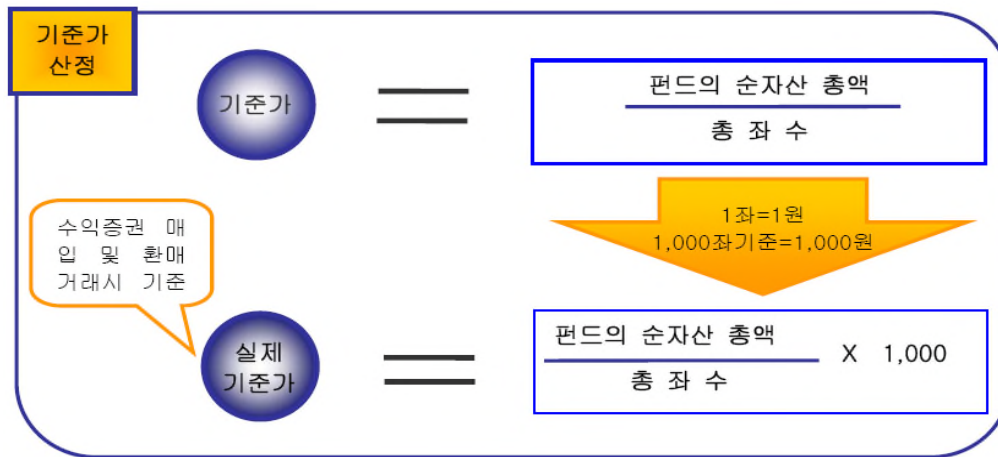 기준가
산정
기준가
펀드의 순자산 총액
총 좌 수
1좌=1원
1,000좌기준=1,000원
수익증권 매
입 및 환매
거래시 기준
실제
기준가
펀드의 순자산 총액
총 좌 수
X 1,000